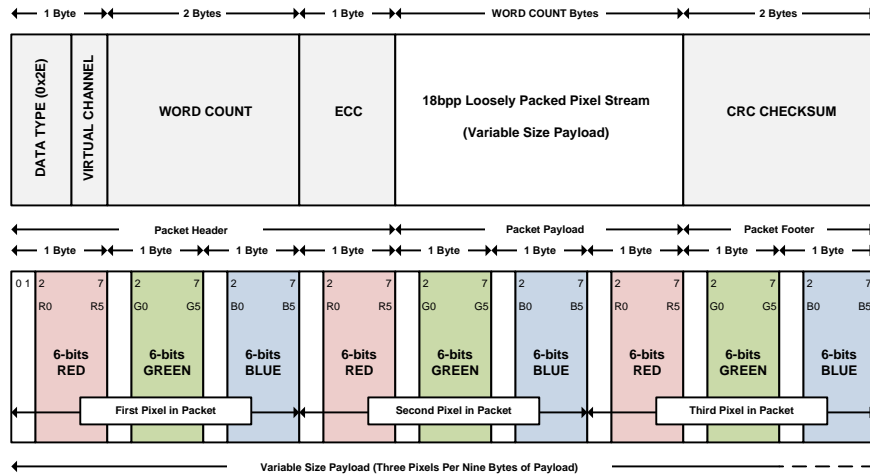 1 Byte 2 Bytes 1 Byte WORD COUNT Bytes 2 Bytes
DATA TYPE (0x2E)
VIRTUAL CHANNEL
WORD COUNT
ECC
18bpp Loosely Packed Pixel Stream
(Variable Size Payload)
CRC CHECKSUM
Packet Header Packet Payload Packet Footer
1 Byte 1 Byte 1 Byte 1 Byte 1 Byte 1 Byte 1 Byte 1 Byte 1 Byte
0 1 2 2 7 2 7 2 7 2 7 2 7 2 7 2 7 2 7
R0 R5 G0 G5 B0 B5 R0 R5 G0 G5 B0 B5 R0 R5 G0 G5 B0 B5
6-bits 6-bits 6-bits 6-bits 6-bits 6-bits 6-bits 6-bits 6-bits
RED GREEN BLUE RED GREEN BLUE RED GREEN BLUE
First Pixel in Packet Second Pixel in Packet Third Pixel in Packet
Variable Size Payload (Three Pixels Per Nine Bytes of Payload)